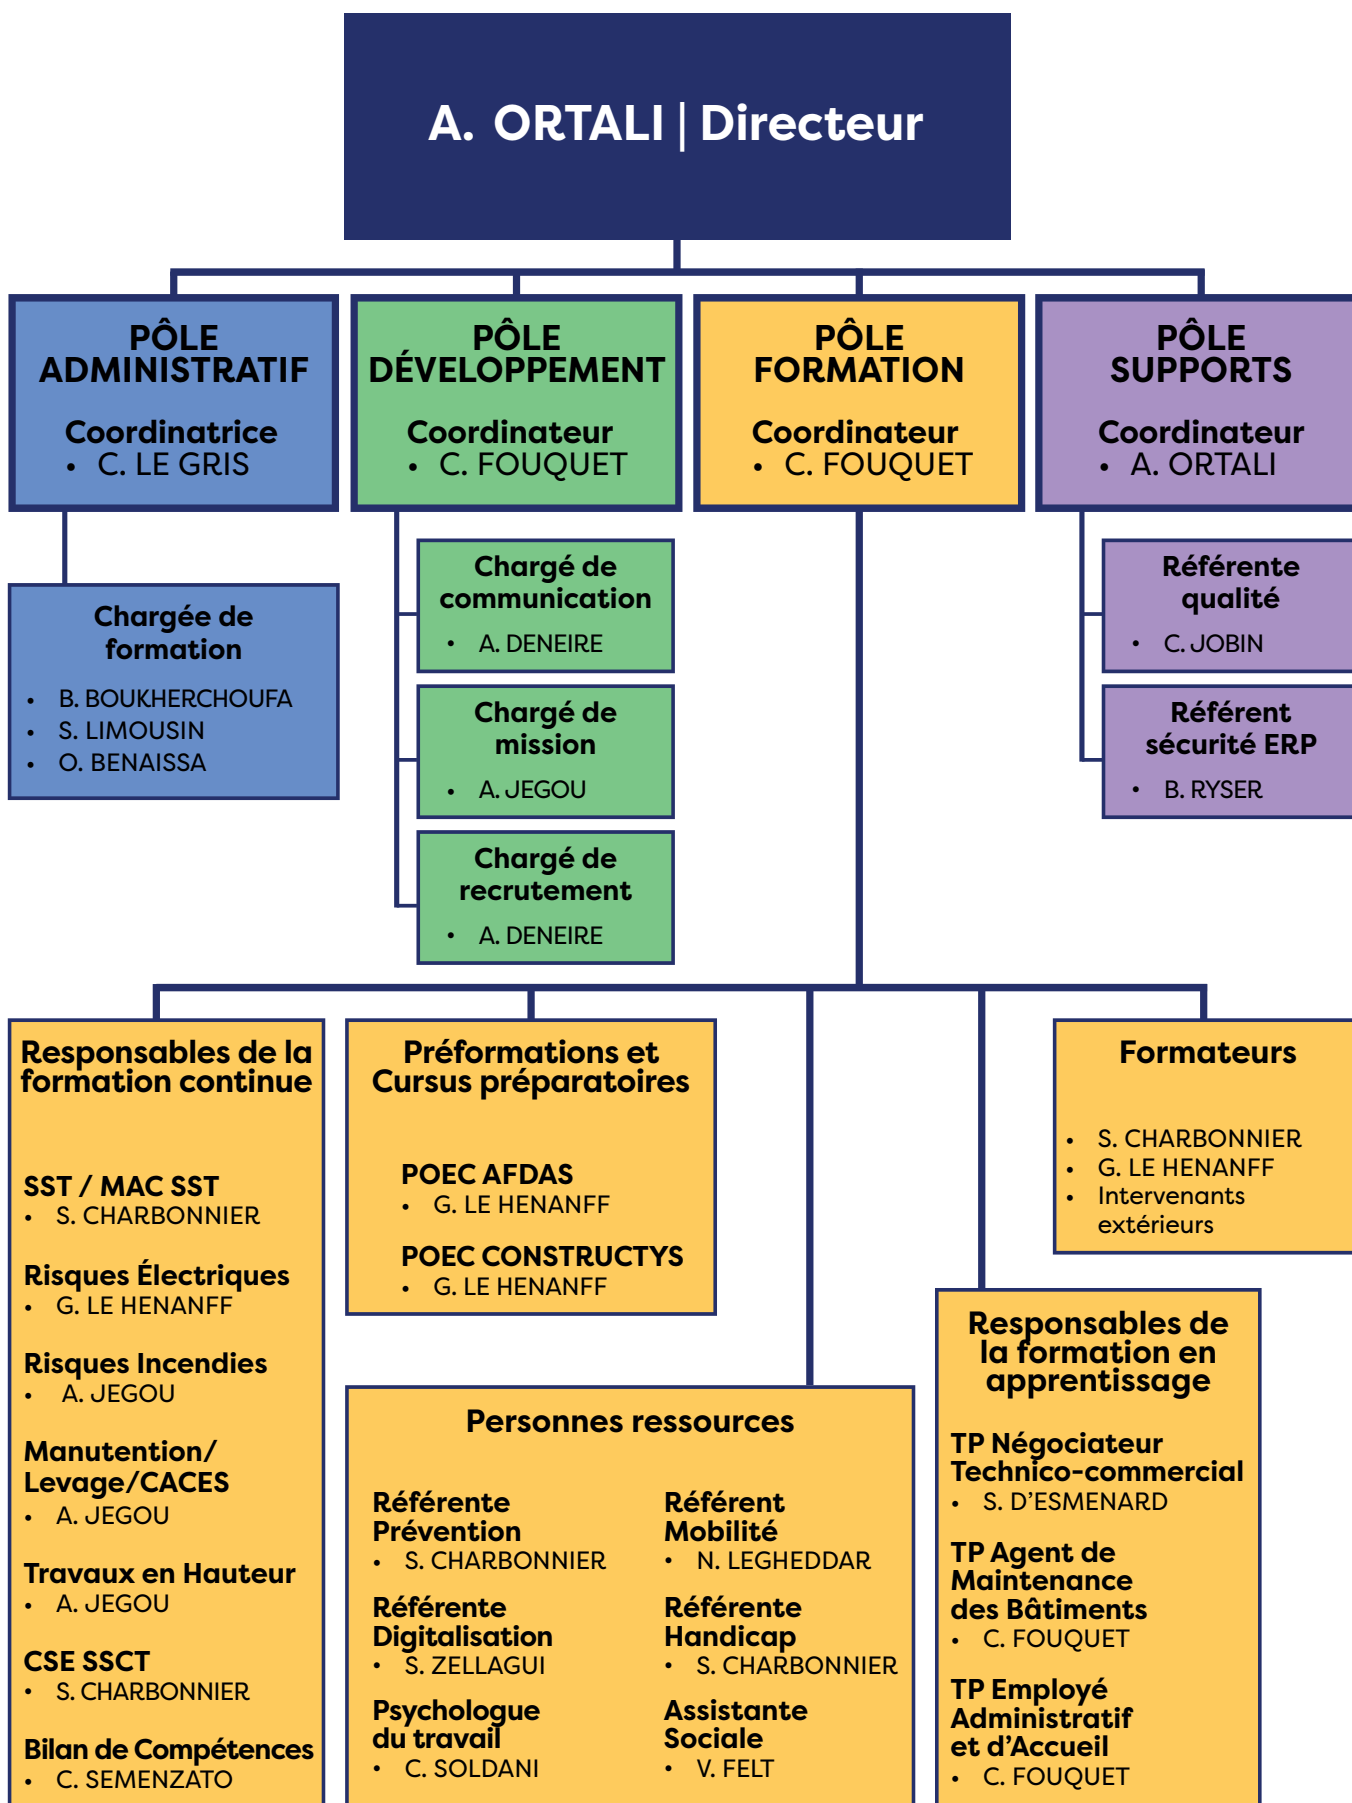 A. ORTALI | Directeur
PÔLE
ADMINISTRATIF
Coordinatrice
• C. LE GRIS
PÔLE
DÉVELOPPEMENT
Coordinateur
• C. FOUQUET
PÔLE
FORMATION
Coordinateur
• C. FOUQUET
PÔLE
SUPPORTS
Coordinateur
• A. ORTALI
Chargée de
formation
• B. BOUKHERCHOUFA
• S. LIMOUSIN
• O. BENAISSA
Chargé de
communication
• A. DENEIRE
Chargé de
mission
• A. JEGOU
Chargé de
recrutement
• A. DENEIRE
Référente
qualité
• C. JOBIN
Référent
sécurité ERP
• B. RYSER
Responsables de la
formation continue
SST / MAC SST
• S. CHARBONNIER
Risques Électriques
• G. LE HENANFF
Risques Incendies
• A. JEGOU
Manutention/
Levage/CACES
• A. JEGOU
Travaux en Hauteur
• A. JEGOU
CSE SSCT
• S. CHARBONNIER
Bilan de Compétences
• C. SEMENZATO
Préformations et
Cursus préparatoires
POEC AFDAS
• G. LE HENANFF
POEC CONSTRUCTYS
• G. LE HENANFF
Personnes ressources
Référente
Prévention
• S. CHARBONNIER
Référente
Digitalisation
• S. ZELLAGUI
Psychologue
du travail
• C. SOLDANI
Référent
Mobilité
• N. LEGHEDDAR
Référente
Handicap
• S. CHARBONNIER
Assistante
Sociale
• V. FELT
Formateurs
• S. CHARBONNIER
• G. LE HENANFF
• Intervenants
extérieurs
Responsables de
la formation en
apprentissage
TP Négociateur
Technico-commercial
• S. D'ESMENARD
TP Agent de
Maintenance
des Bâtiments
• C. FOUQUET
TP Employé
Administratif
et d'Accueil
• C. FOUQUET